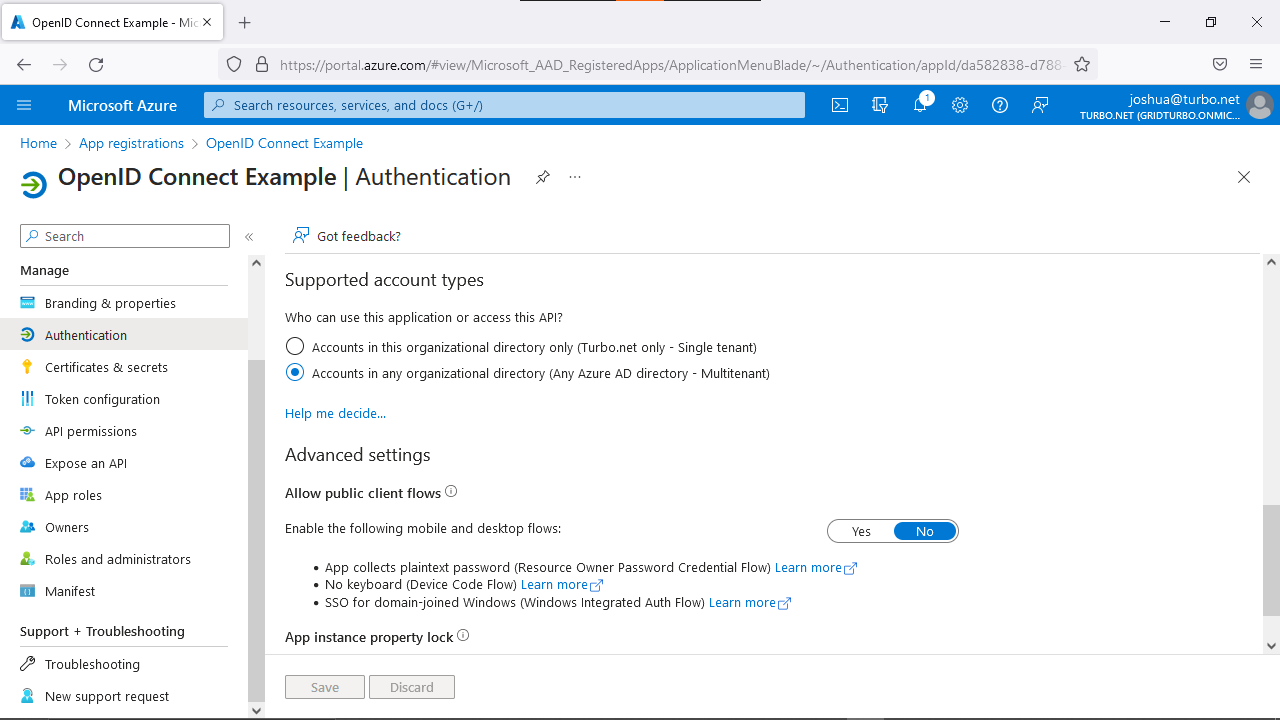 OpenID Connect Example - Mic
https://portal.azure.com/#view/Microsoft_AAD_RegisteredApps/ApplicationMenuBlade/~/Authentication/appId/da582838-d788-
Microsoft Azure
Search resources, services, and docs (G+/)
1
joshua@turbo.net
TURBO.NET (GRIDTURBO.ONMIC...
Home
App registrations
OpenID Connect Example
OpenID Connect Example | Authentication
Search
Got feedback?
Manage
Branding & properties
Authentication
Certificates & secrets
Token configuration
API permissions
Expose an API
App roles
Owners
Roles and administrators
Manifest
Support + Troubleshooting
Troubleshooting
New support request
Supported account types
Who can use this application or access this API?
Accounts in this organizational directory only (Turbo.net only - Single tenant)
Accounts in any organizational directory (Any Azure AD directory - Multitenant)
Help me decide...
Advanced settings
Allow public client flows
Enable the following mobile and desktop flows:
Yes
No
• App collects plaintext password (Resource Owner Password Credential Flow) Learn more
• No keyboard (Device Code Flow) Learn more
• SSO for domain-joined Windows (Windows Integrated Auth Flow) Learn more
App instance property lock
Save
Discard